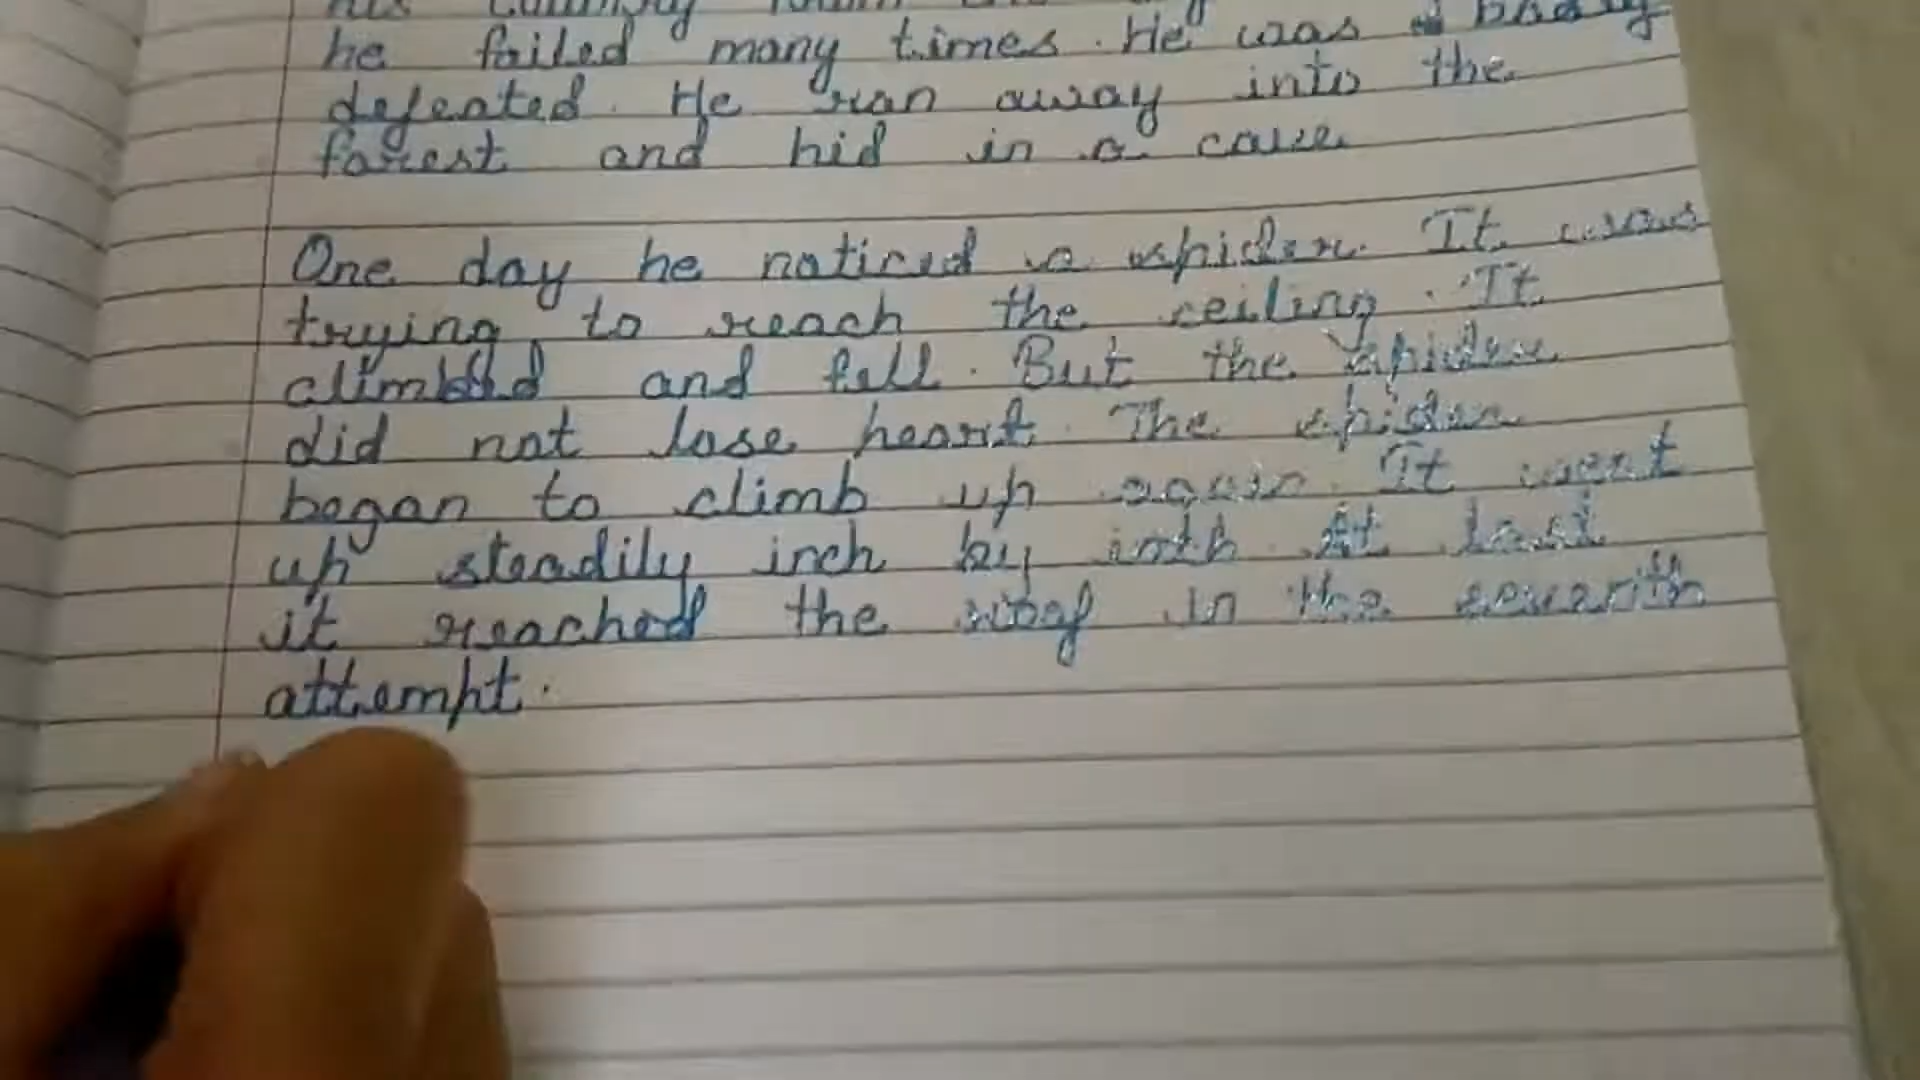 his country
he failed many times. He was badly
defeated. He ran away into the
forest and hid in a cave
One day he noticed a spider. It was
trying to reach the ceiling. It
climbed and fell. But the spider
did not lose heart. The spider
began to climb up again. It went
up steadily inch by inch. At last
it reached the roof in the seventh
attempt.